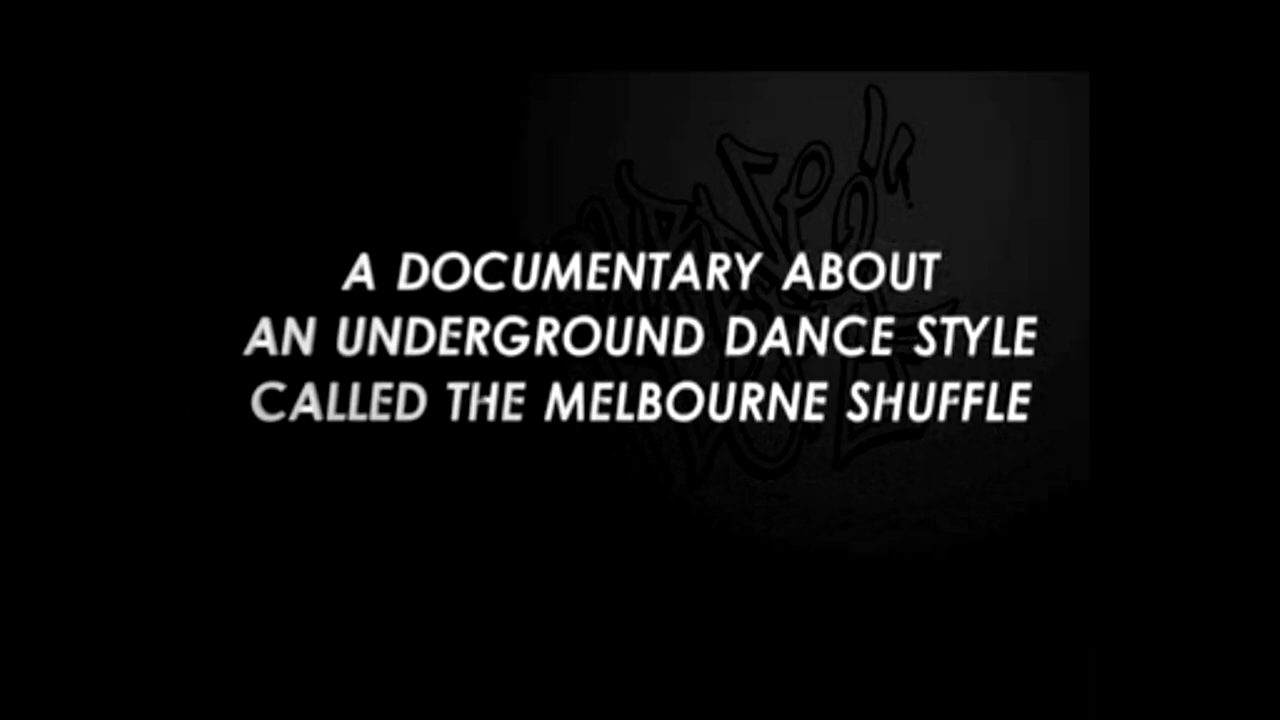 A DOCUMENTARY ABOUT
AN UNDERGROUND DANCE STYLE
CALLED THE MELBOURNE SHUFFLE